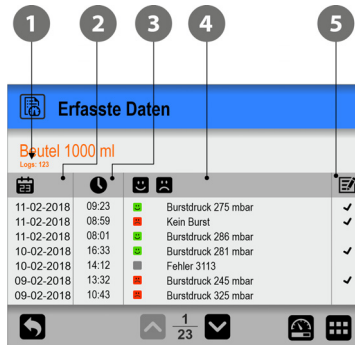 1 2 3 4 5
Erfasste Daten
Beutel 1000 ml
Logs: 123
23
11-02-2018 09:23 Burstdruck 275 mbar
11-02-2018 08:59 Kein Burst
11-02-2018 08:01 Burstdruck 286 mbar
10-02-2018 16:33 Burstdruck 281 mbar
10-02-2018 14:12 Fehler 3113
09-02-2018 13:32 Burstdruck 245 mbar
09-02-2018 10:43 Burstdruck 325 mbar
1
23